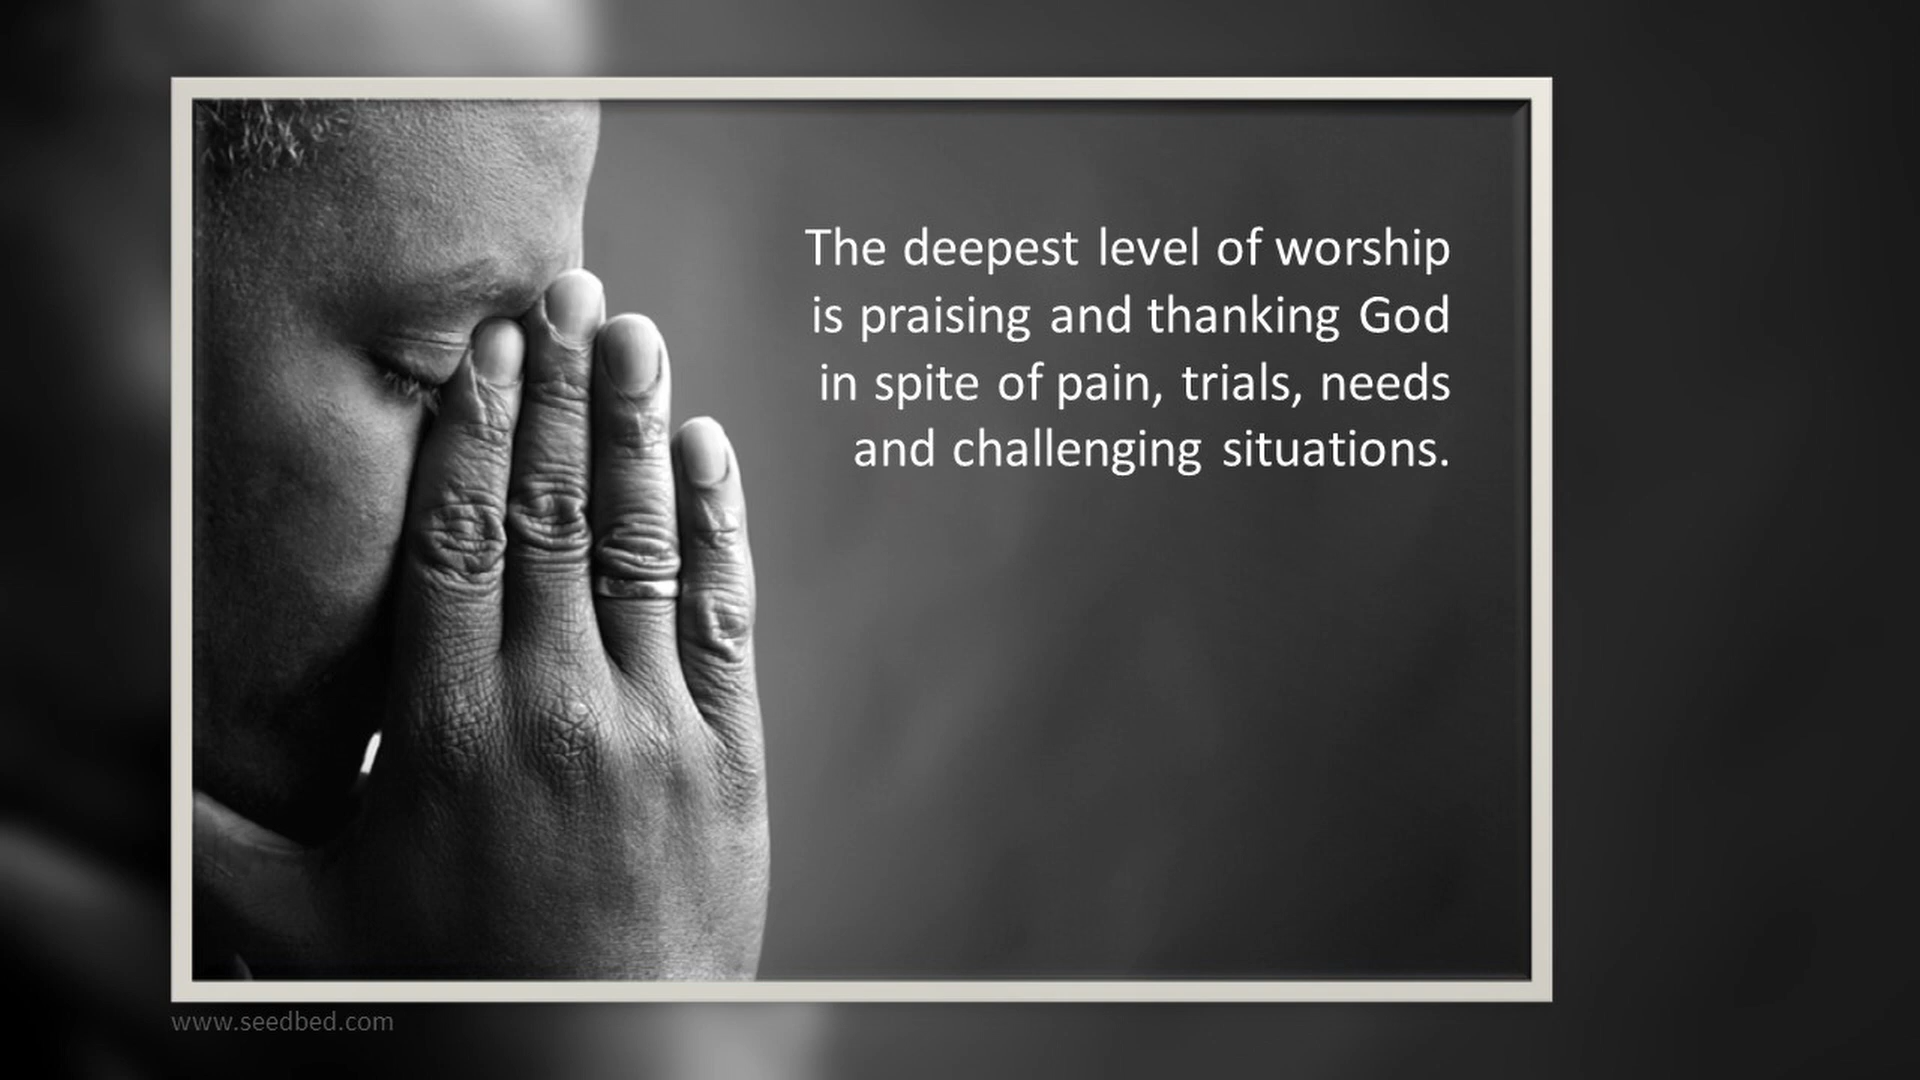 The deepest level of worship
is praising and thanking God
in spite of pain, trials, needs
and challenging situations.
www.seedbed.com